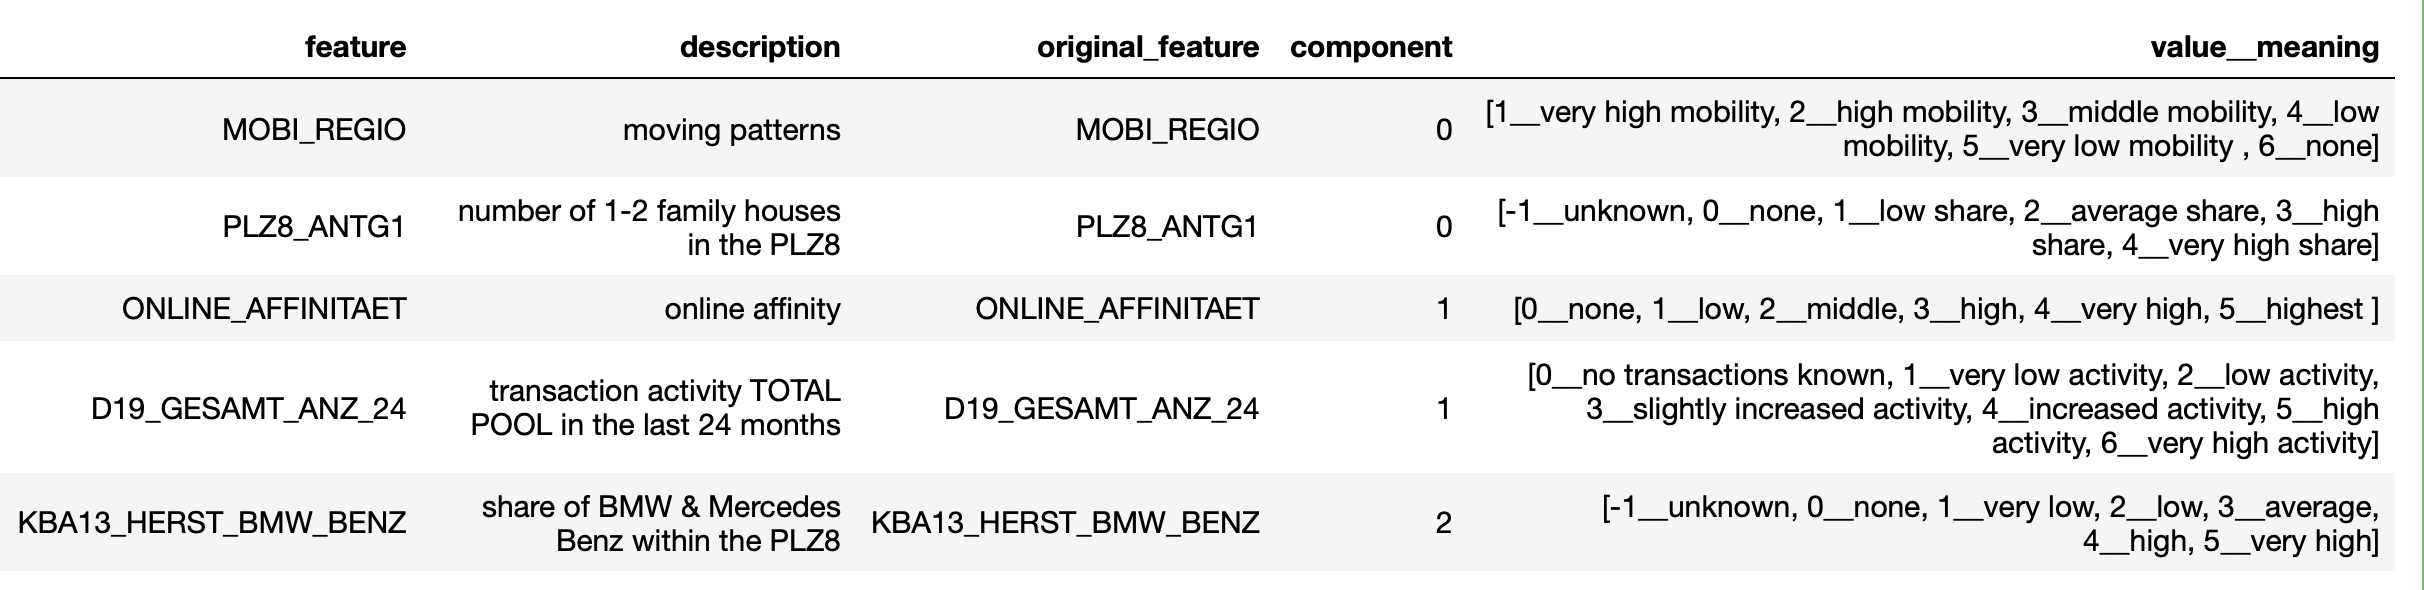 feature description original_feature component value__meaning
MOBI_REGIO moving patterns MOBI_REGIO 0 [1__very high mobility, 2__high mobility, 3__middle mobility, 4__low
mobility, 5__very low mobility , 6__none]
PLZ8_ANTG1 number of 1-2 family houses
in the PLZ8 PLZ8_ANTG1 0 [-1__unknown, 0__none, 1__low share, 2__average share, 3__high
share, 4__very high share]
ONLINE_AFFINITAET online affinity ONLINE_AFFINITAET 1 [0__none, 1__low, 2__middle, 3__high, 4__very high, 5__highest ]
D19_GESAMT_ANZ_24 transaction activity TOTAL
POOL in the last 24 months D19_GESAMT_ANZ_24 1 [0__no transactions known, 1__very low activity, 2__low activity,
3__slightly increased activity, 4__increased activity, 5__high
activity, 6__very high activity]
KBA13_HERST_BMW_BENZ share of BMW & Mercedes
Benz within the PLZ8 KBA13_HERST_BMW_BENZ 2 [-1__unknown, 0__none, 1__very low, 2__low, 3__average,
4__high, 5__very high]